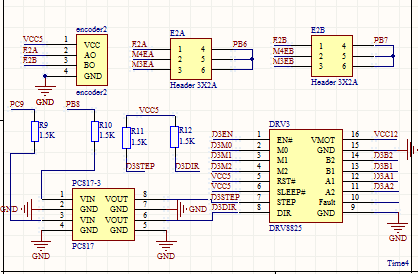 encoder2
VCC5 1 VCC
E2A 2 AO
E2B 3 BO
4 GND
GND
encoder2
E2A
E2A 1 4 PB6
M4EA 2 5
M3EA 3 6
Header 3X2A
E2B
E2B 1 4 PB7
M4EB 2 5
M3EB 3 6
Header 3X2A
PC9 PB8 VCC5
R9
1.5K
R10
1.5K
R11
1.5K
R12
1.5K
D3STEP D3DIR
DRV3
D3EN 1 EN# VMOT 16 VCC12
D3M0 2 M0 GND 15
D3M1 3 M1 B2 14 D3B2
D3M2 4 M2 B1 13 D3B1
VCC5 5 RST# A1 12 D3A1
VCC5 6 SLEEP# A2 11 D3A2
D3STEP 7 STEP Fault 10
D3DIR 8 DIR GND 9
DRV8825
GND
PC817-3
1 VIN VOUT 8
GND 2 GND GND 7 GND
3 VIN VOUT 6
4 GND GND 5
PC817
GND GND
Time4